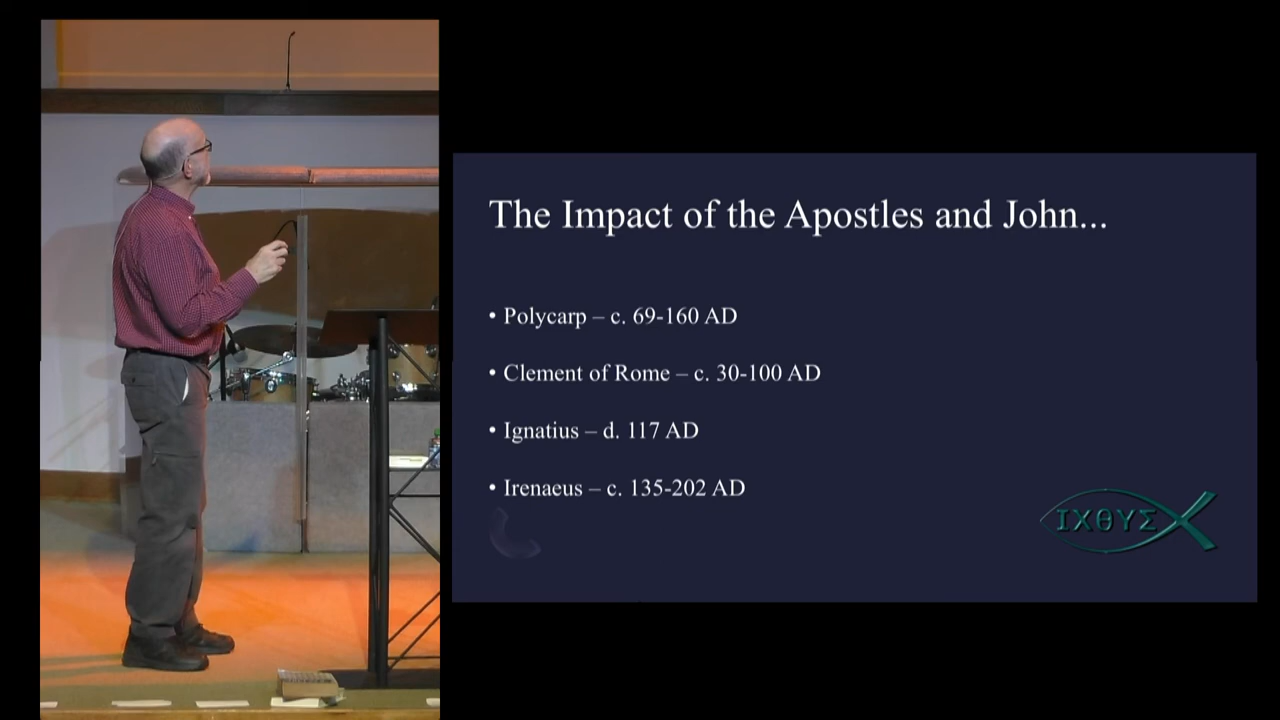 The Impact of the Apostles and John...
• Polycarp – c. 69-160 AD
• Clement of Rome – c. 30-100 AD
• Ignatius – d. 117 AD
• Irenaeus – c. 135-202 AD
ΙΧΘΥΣ